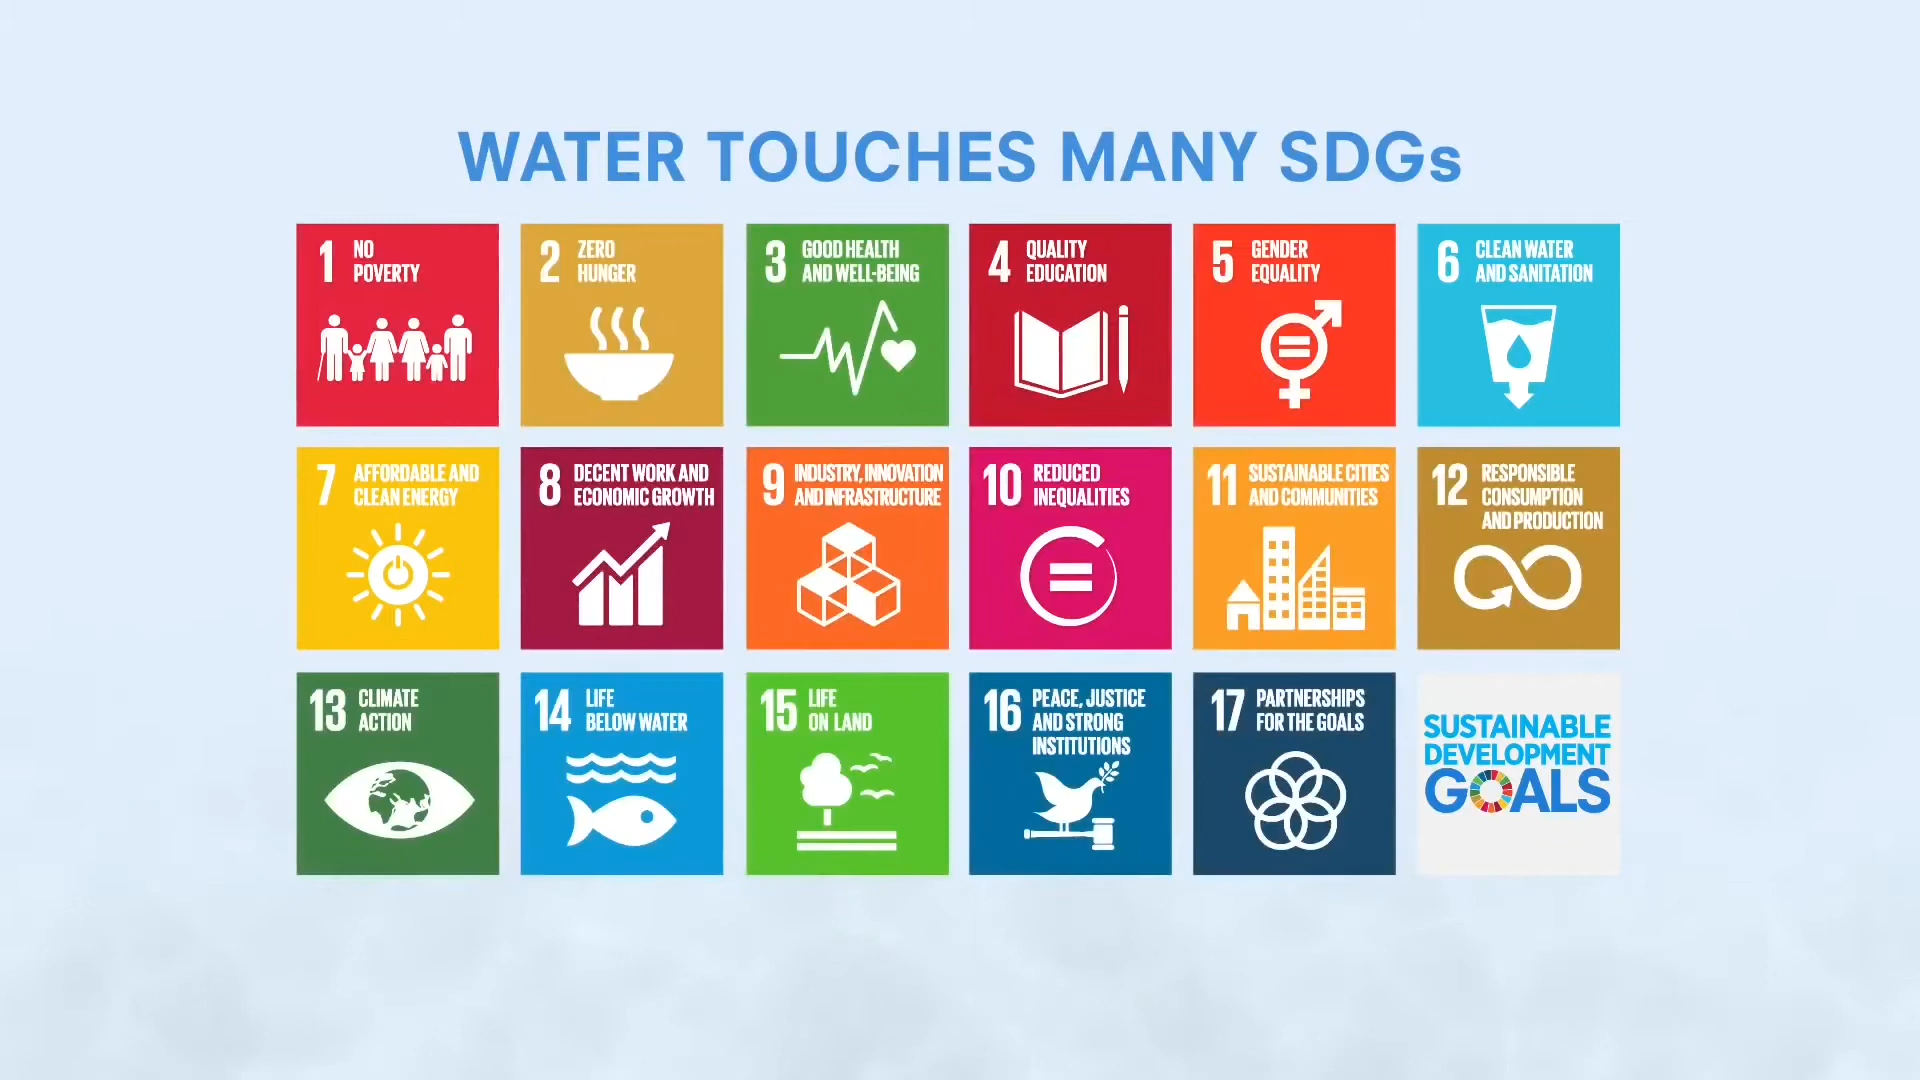 WATER TOUCHES MANY SDGs
1 NO
POVERTY
2 ZERO
HUNGER
3 GOOD HEALTH
AND WELL-BEING
4 QUALITY
EDUCATION
5 GENDER
EQUALITY
6 CLEAN WATER
AND SANITATION
7 AFFORDABLE AND
CLEAN ENERGY
8 DECENT WORK AND
ECONOMIC GROWTH
9 INDUSTRY, INNOVATION
AND INFRASTRUCTURE
10 REDUCED
INEQUALITIES
11 SUSTAINABLE CITIES
AND COMMUNITIES
12 RESPONSIBLE
CONSUMPTION
AND PRODUCTION
13 CLIMATE
ACTION
14 LIFE
BELOW WATER
15 LIFE
ON LAND
16 PEACE, JUSTICE
AND STRONG
INSTITUTIONS
17 PARTNERSHIPS
FOR THE GOALS
SUSTAINABLE
DEVELOPMENT
GOALS